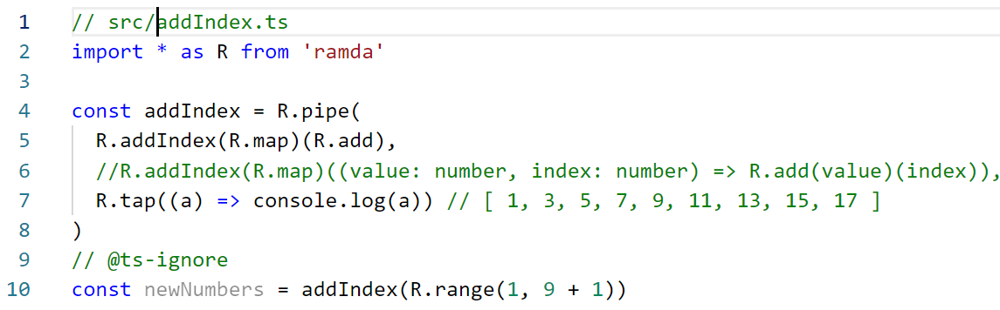 1 // src/addIndex.ts
2 import * as R from 'ramda'
3
4 const addIndex = R.pipe(
5   R.addIndex(R.map)(R.add),
6   //R.addIndex(R.map)((value: number, index: number) => R.add(value)(index)),
7   R.tap((a) => console.log(a)) // [ 1, 3, 5, 7, 9, 11, 13, 15, 17 ]
8 )
9 // @ts-ignore
10 const newNumbers = addIndex(R.range(1, 9 + 1))